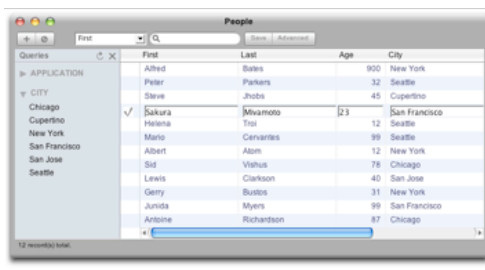 People
First Save Advanced
Queries First Last Age City
APPLICATION
CITY
Chicago
Cupertino
New York
San Francisco
San Jose
Seattle
Alfred Bates 900 New York
Peter Parkers 32 Seattle
Steve Jhobs 45 Cupertino
Sakura Miyamoto 23 San Francisco
Helena Troi 12 Seattle
Mario Cervantes 99 Seattle
Albert Atom 12 New York
Sid Vishus 78 Chicago
Lewis Clarkson 40 San Jose
Gerry Bustos 31 New York
Junida Myers 99 San Francisco
Antoine Richardson 87 Chicago
12 record(s) total.